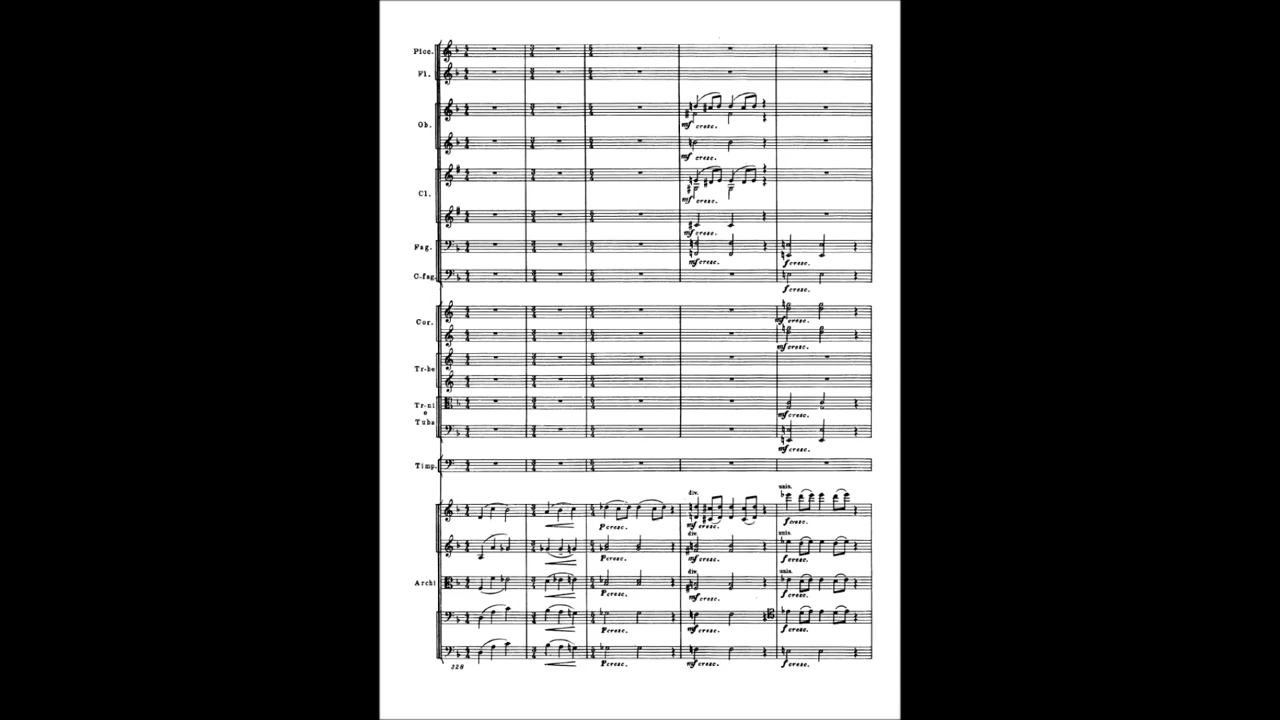 Picc.
Fl.
Ob.
mf cresc.
mf cresc.
Cl.
mf cresc.
mf cresc.
Fag.
mf cresc.
f cresc.
C-fag.
f cresc.
Cor.
mf cresc.
mf cresc.
Tr-be
Tr-ni
e
Tuba
mf cresc.
mf cresc.
Timp.
div.
unis.
P cresc.
mf cresc.
f cresc.
div.
unis.
P cresc.
mf cresc.
f cresc.
Archi
div.
unis.
P cresc.
mf cresc.
f cresc.
P cresc.
mf cresc.
f cresc.
P cresc.
mf cresc.
f cresc.
228